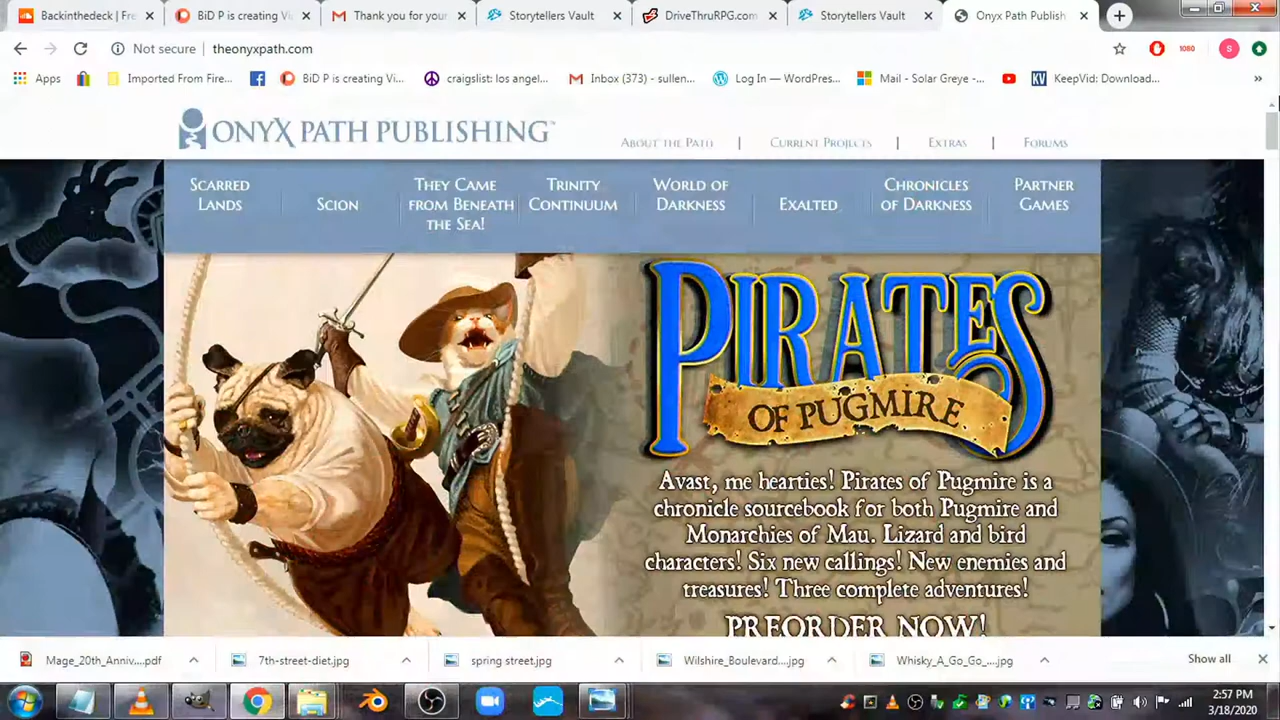 Backinthedeck | Fre
BiD P is creating Vi
Thank you for your
Storytellers Vault
DriveThruRPG.com
Storytellers Vault
Onyx Path Publish
Not secure | theonyxpath.com
1080
S
Apps
Imported From Fire...
BiD P is creating Vi...
craigslist: los angel...
Inbox (373) - sullen...
Log In — WordPres...
Mail - Solar Greye -...
KeepVid: Download...
»
ONYX PATH PUBLISHING™
About the Path | Current Projects | Extras | Forums
Scarred Lands
Scion
They Came from Beneath the Sea!
Trinity Continuum
World of Darkness
Exalted
Chronicles of Darkness
Partner Games
PIRATES
OF PUGMIRE
Avast, me hearties! Pirates of Pugmire is a
chronicle sourcebook for both Pugmire and
Monarchies of Mau. Lizard and bird
characters! Six new callings! New enemies and
treasures! Three complete adventures!
PREORDER NOW!
Mage_20th_Anniv....pdf
7th-street-diet.jpg
spring street.jpg
Wilshire_Boulevard....jpg
Whisky_A_Go_Go_....jpg
Show all
2:57 PM
3/18/2020